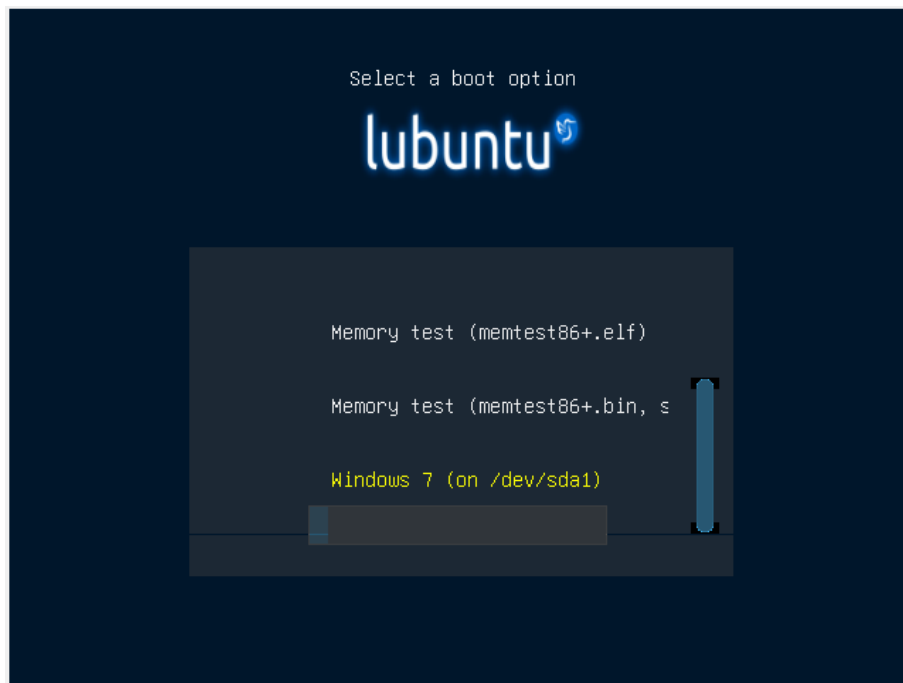 Select a boot option
lubuntu
Memory test (memtest86+.elf)
Memory test (memtest86+.bin, s
Windows 7 (on /dev/sda1)